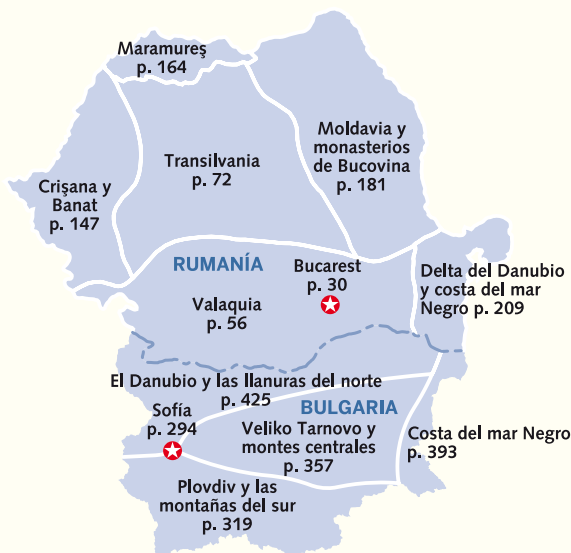 Maramureş
p. 164
Moldavia y
monasterios
de Bucovina
p. 181
Transilvania
p. 72
Crişana y
Banat
p. 147
RUMANÍA
Bucarest
p. 30
Delta del Danubio
y costa del mar
Negro p. 209
Valaquia
p. 56
El Danubio y las llanuras del norte
p. 425
BULGARIA
Sofía
p. 294
Veliko Tarnovo y
montes centrales
p. 357
Costa del mar Negro
p. 393
Plovdiv y las
montañas del sur
p. 319